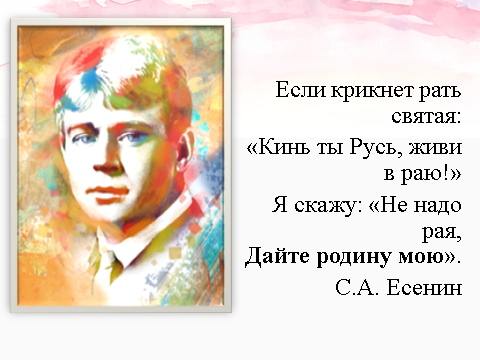 Если крикнет рать
святая:
«Кинь ты Русь, живи
в раю!»
Я скажу: «Не надо
рая,
Дайте родину мою».
С.А. Есенин